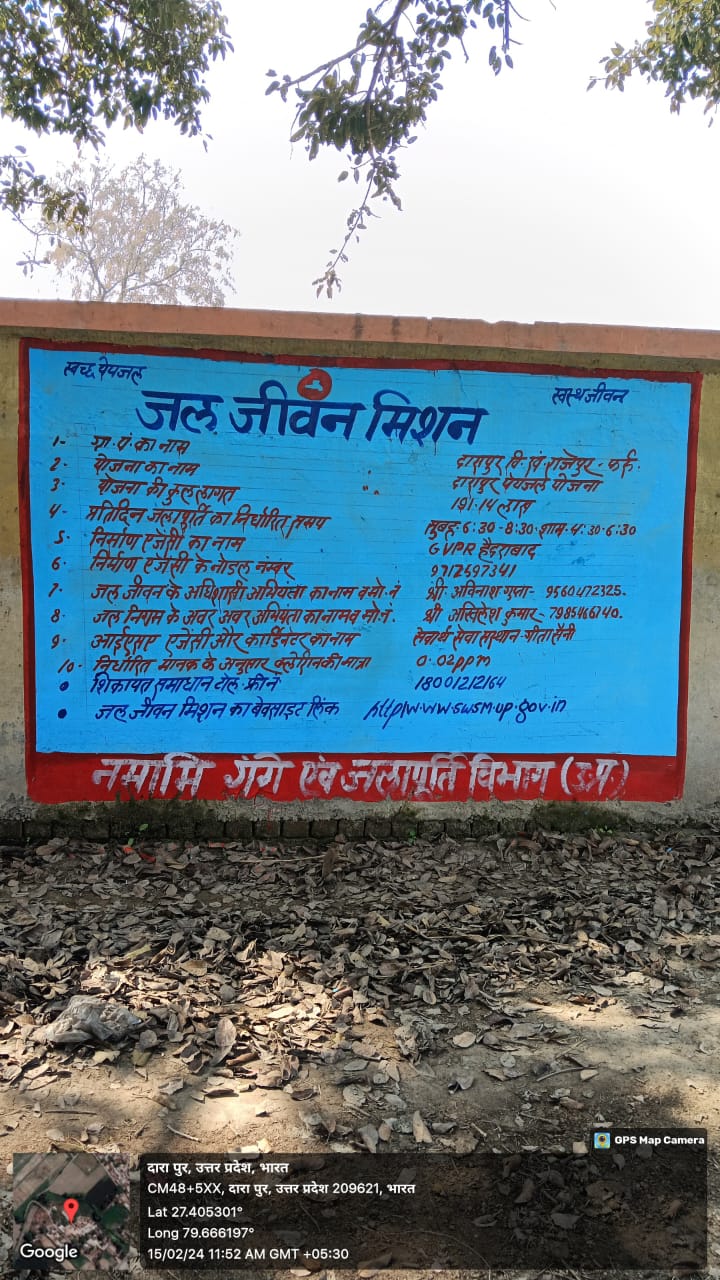 स्वच्छ पेयजल
स्वस्थ जीवन
जल जीवन मिशन
1- ग्रा. पं. का नाम दारापुर वि. खं. राजेपुर - फर्रु.
2- योजना का नाम दारापुर पेयजल योजना
3- योजना की कुल लागत 191.14 लाख
4- प्रतिदिन जलापूर्ति का निर्धारित समय सुबह-6:30-8:30-शाम-4:30-6:30
5- निर्माण एजेंसी का नाम GVPR हैदराबाद
6- निर्माण एजेंसी के नोडल नम्बर 9712697341
7- जल जीवन के अधिशासी अभियंता का नाम व मो. नं श्री अविनाश गुप्ता- 9560472325.
8- जल निगम के अवर अवर अभियंता का नाम व मो. नं. श्री अखिलेश कुमार- 7985466140.
9- आईएसए एजेंसी और कार्डिनेटर का नाम सेवार्थ सेवा संस्थान-गीता सैनी
10- निर्धारित मानक के अनुसार क्लोरिन की मात्रा 0.02ppm
• शिकायत समाधान टोल फ्री नं 18001212164
• जल जीवन मिशन का वेवसाइट लिंक http/w.ww.swsm.up.gov.in
नमामि गंगे एवं जलापूर्ति विभाग (उ.प्र.)
GPS Map Camera
दारा पुर, उत्तर प्रदेश, भारत
CM48+5XX, दारा पुर, उत्तर प्रदेश 209621, भारत
Lat 27.405301°
Long 79.666197°
15/02/24 11:52 AM GMT +05:30
Google